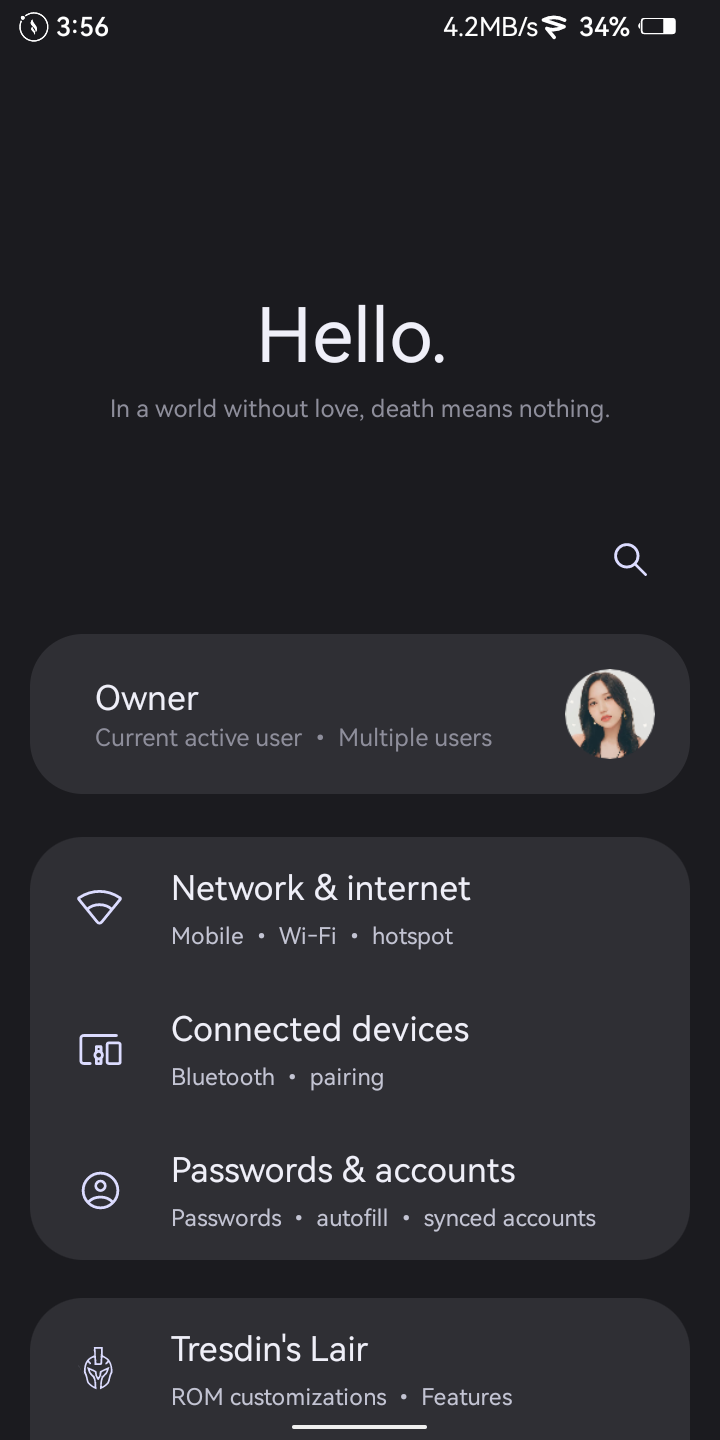 3:56
4.2MB/s 34%
Hello.
In a world without love, death means nothing.
Owner
Current active user • Multiple users
Network & internet
Mobile • Wi-Fi • hotspot
Connected devices
Bluetooth • pairing
Passwords & accounts
Passwords • autofill • synced accounts
Tresdin's Lair
ROM customizations • Features